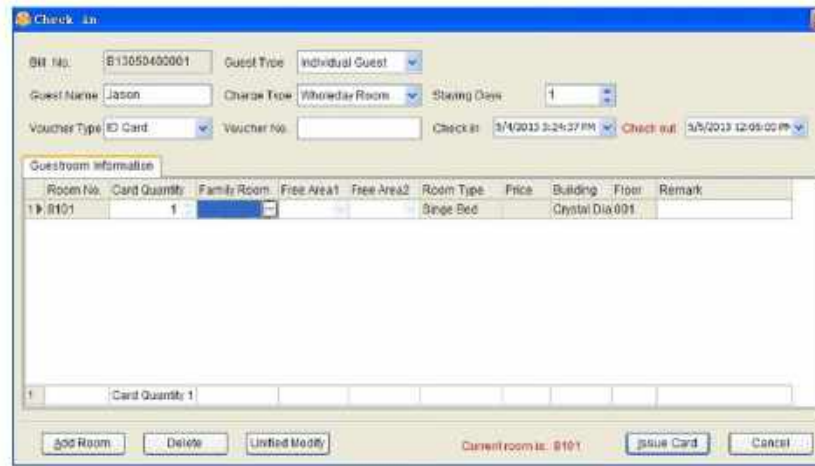 Check in
Bill No. B13050400001 Guest Type Individual Guest
Guest Name Jason Charge Type Wholeday Room Staying Days 1
Voucher Type ID Card Voucher No. Check in 5/4/2013 3:24:37 PM Check out 5/5/2013 12:05:00 PM
Guestroom Information
Room No. Card Quantity Family Room Free Area1 Free Area2 Room Type Price Building Floor Remark
1 8101 1 Singe Bed Crystal Dia 001
1 Card Quantity 1
Add Room Delete Unified Modify Current room is: 8101 Issue Card Cancel